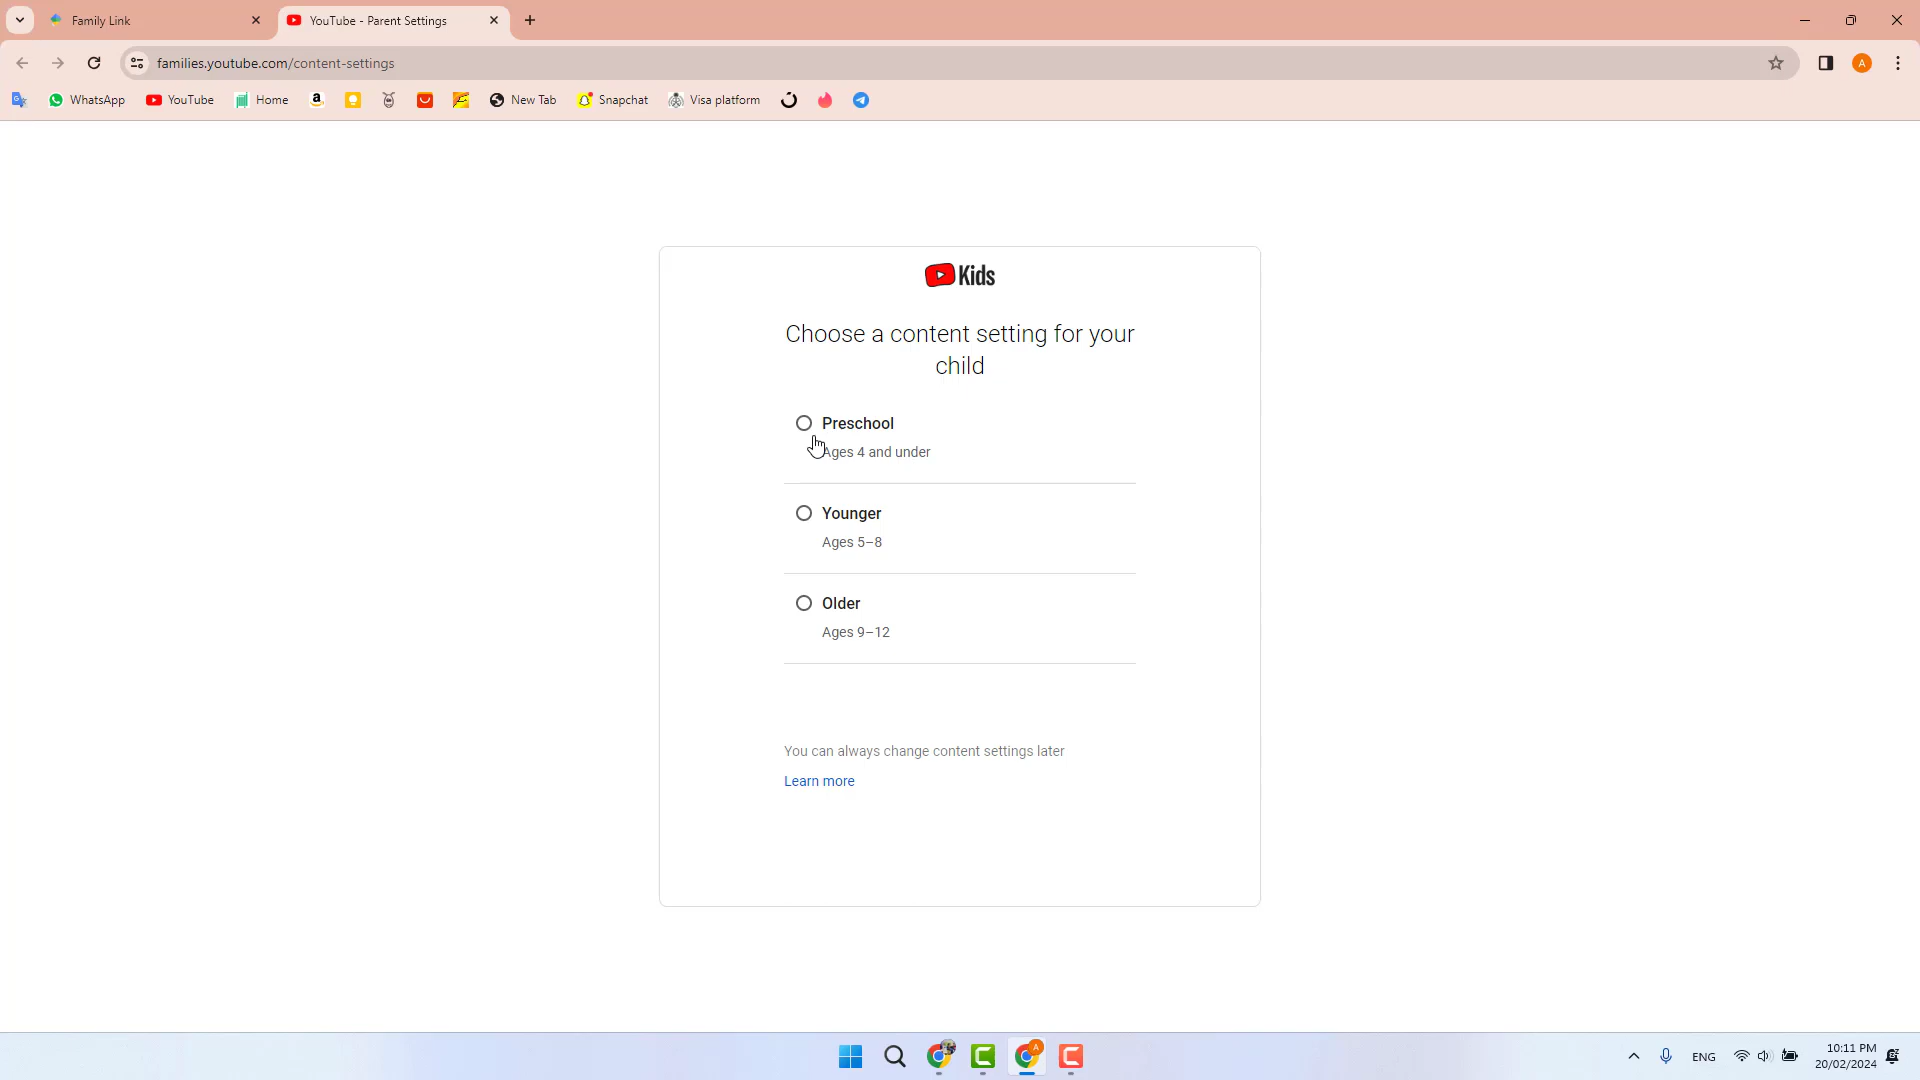 Family Link
YouTube - Parent Settings
families.youtube.com/content-settings
WhatsApp
YouTube
Home
New Tab
Snapchat
Visa platform
Kids
Choose a content setting for your
child
Preschool
Ages 4 and under
Younger
Ages 5–8
Older
Ages 9–12
You can always change content settings later
Learn more
ENG
10:11 PM
20/02/2024